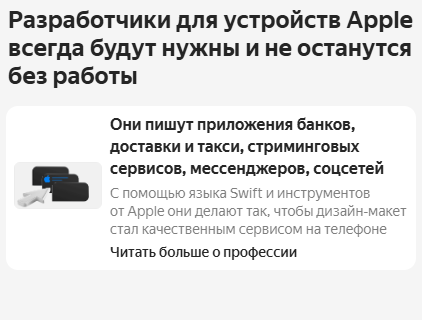 Разработчики для устройств Apple
всегда будут нужны и не останутся
без работы
Они пишут приложения банков,
доставки и такси, стриминговых
сервисов, мессенджеров, соцсетей
С помощью языка Swift и инструментов
от Apple они делают так, чтобы дизайн-макет
стал качественным сервисом на телефоне
Читать больше о профессии